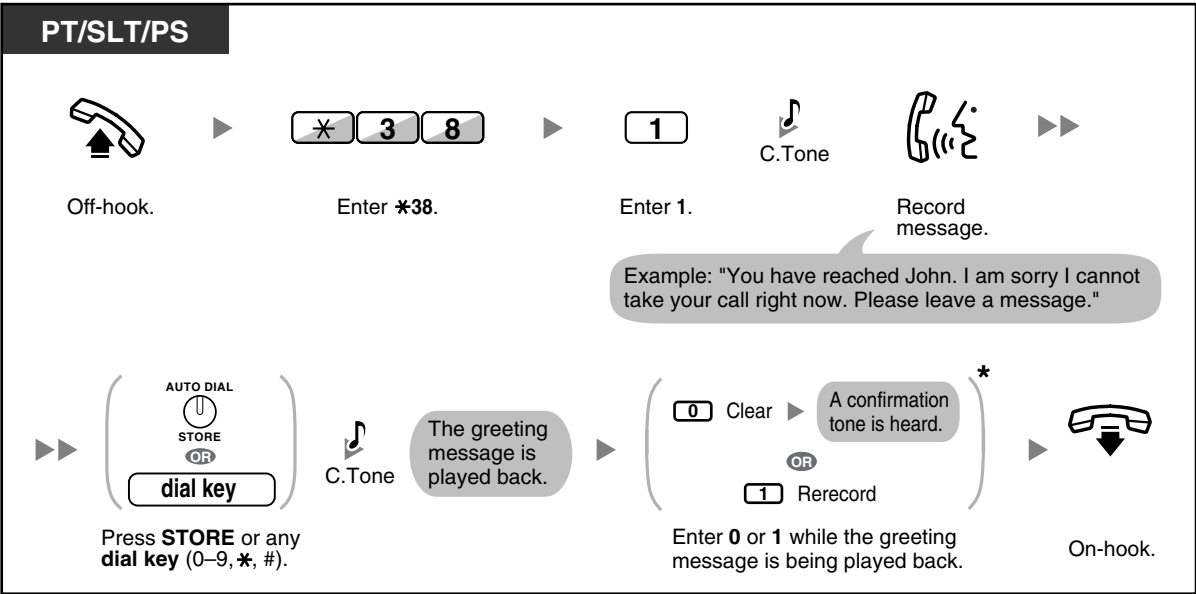 PT/SLT/PS
✳ 3 8
1
C.Tone
Off-hook.
Enter ✳38.
Enter 1.
Record
message.
Example: "You have reached John. I am sorry I cannot
take your call right now. Please leave a message."
AUTO DIAL
STORE
OR
dial key
Press STORE or any
dial key (0–9, ✳, #).
C.Tone
The greeting
message is
played back.
*
0 Clear
A confirmation
tone is heard.
OR
1 Rerecord
Enter 0 or 1 while the greeting
message is being played back.
On-hook.